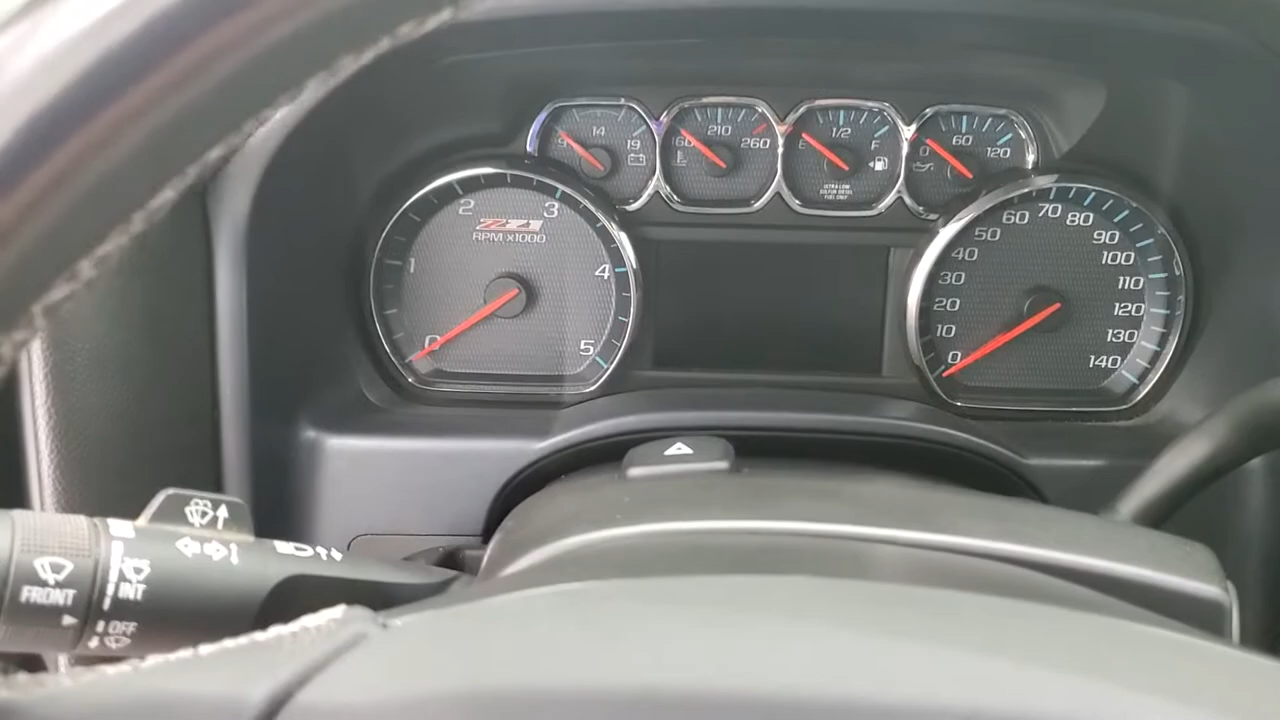 9 14 19
160 210 260
E 1/2 F
ULTRA LOW
SULFUR DIESEL
FUEL ONLY
0 60 120
Z71
RPM x1000
0 1 2 3 4 5
0 10 20 30 40 50 60 70 80 90 100 110 120 130 140
FRONT
INT
OFF